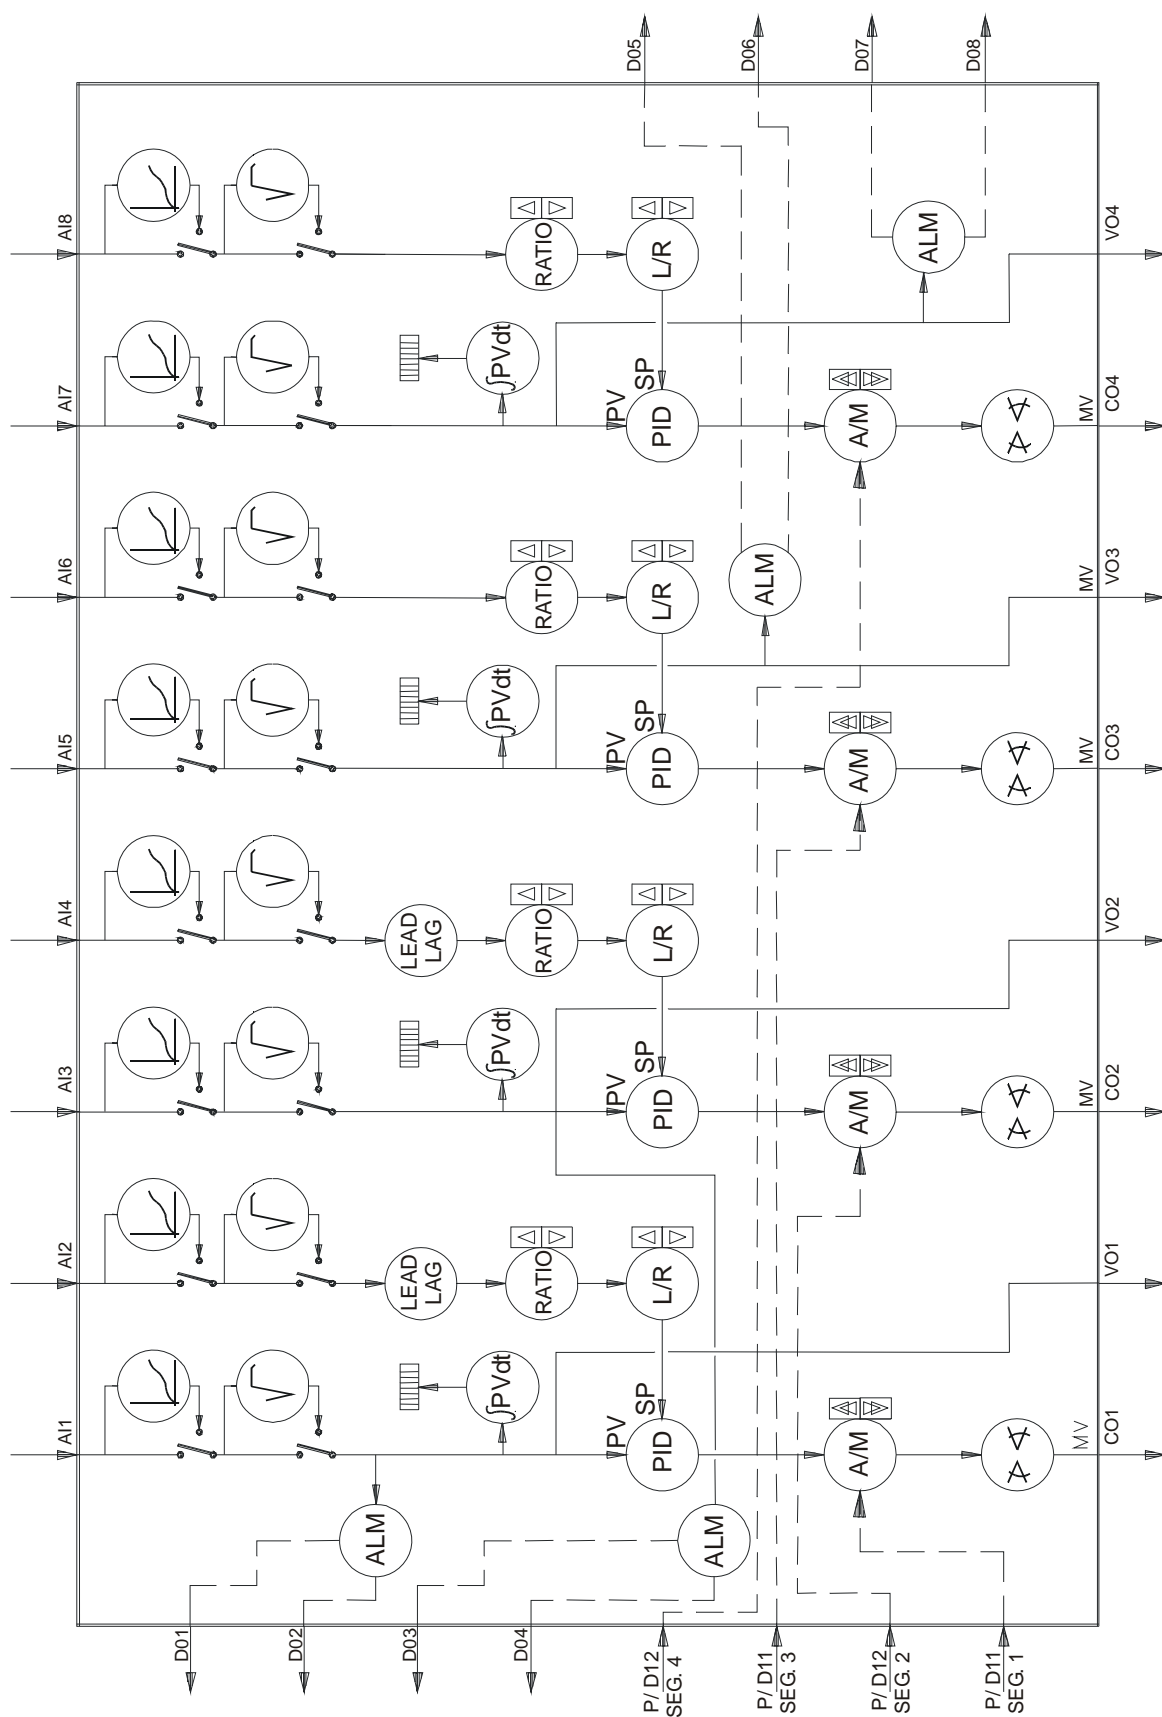 D05
D06
D07
D08
AI8
RATIO
L/R
ALM
VO4
AI7
∫PVdt
PV
SP
PID
A/M
MV
CO4
AI6
RATIO
L/R
ALM
MV
VO3
AI5
∫PVdt
PV
SP
PID
A/M
MV
CO3
AI4
LEAD
LAG
RATIO
L/R
VO2
AI3
∫PVdt
PV
SP
PID
A/M
MV
CO2
AI2
LEAD
LAG
RATIO
L/R
VO1
AI1
∫PVdt
PV
SP
PID
A/M
MV
CO1
ALM
ALM
D01
D02
D03
D04
P/ D12
SEG. 4
P/ D11
SEG. 3
P/ D12
SEG. 2
P/ D11
SEG. 1